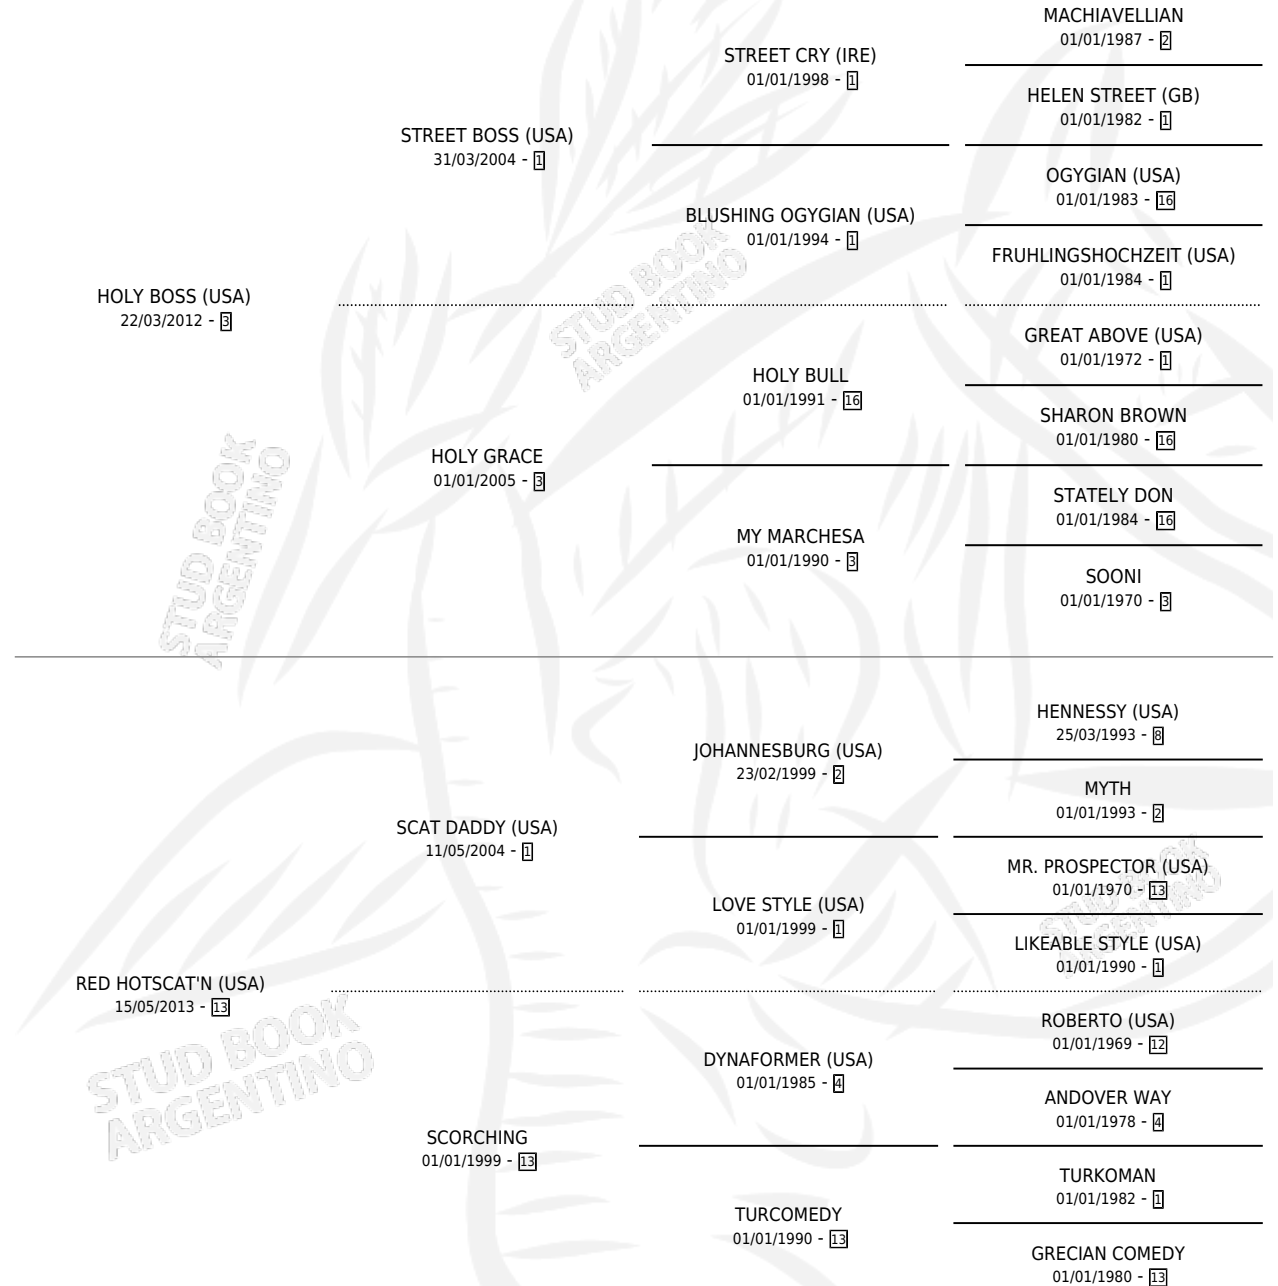 MACHIAVELLIAN
01/01/1987 - 2
STREET CRY (IRE)
01/01/1998 - 1
HELEN STREET (GB)
01/01/1982 - 1
STREET BOSS (USA)
31/03/2004 - 1
OGYGIAN (USA)
01/01/1983 - 16
BLUSHING OGYGIAN (USA)
01/01/1994 - 1
FRUHLINGSHOCHZEIT (USA)
01/01/1984 - 1
HOLY BOSS (USA)
22/03/2012 - 3
GREAT ABOVE (USA)
01/01/1972 - 1
HOLY BULL
01/01/1991 - 16
SHARON BROWN
01/01/1980 - 16
HOLY GRACE
01/01/2005 - 3
STATELY DON
01/01/1984 - 16
MY MARCHESA
01/01/1990 - 3
SOONI
01/01/1970 - 3
HENNESSY (USA)
25/03/1993 - 8
JOHANNESBURG (USA)
23/02/1999 - 2
MYTH
01/01/1993 - 2
SCAT DADDY (USA)
11/05/2004 - 1
MR. PROSPECTOR (USA)
01/01/1970 - 13
LOVE STYLE (USA)
01/01/1999 - 1
LIKEABLE STYLE (USA)
01/01/1990 - 1
RED HOTSCAT'N (USA)
15/05/2013 - 13
ROBERTO (USA)
01/01/1969 - 12
DYNAFORMER (USA)
01/01/1985 - 4
ANDOVER WAY
01/01/1978 - 4
SCORCHING
01/01/1999 - 13
TURKOMAN
01/01/1982 - 1
TURCOMEDY
01/01/1990 - 13
GRECIAN COMEDY
01/01/1980 - 13
STUD BOOK
ARGENTINO
STUD BOOK
ARGENTINO
STUD BOOK
ARGENTINO
STUD BOOK
ARGENTINO